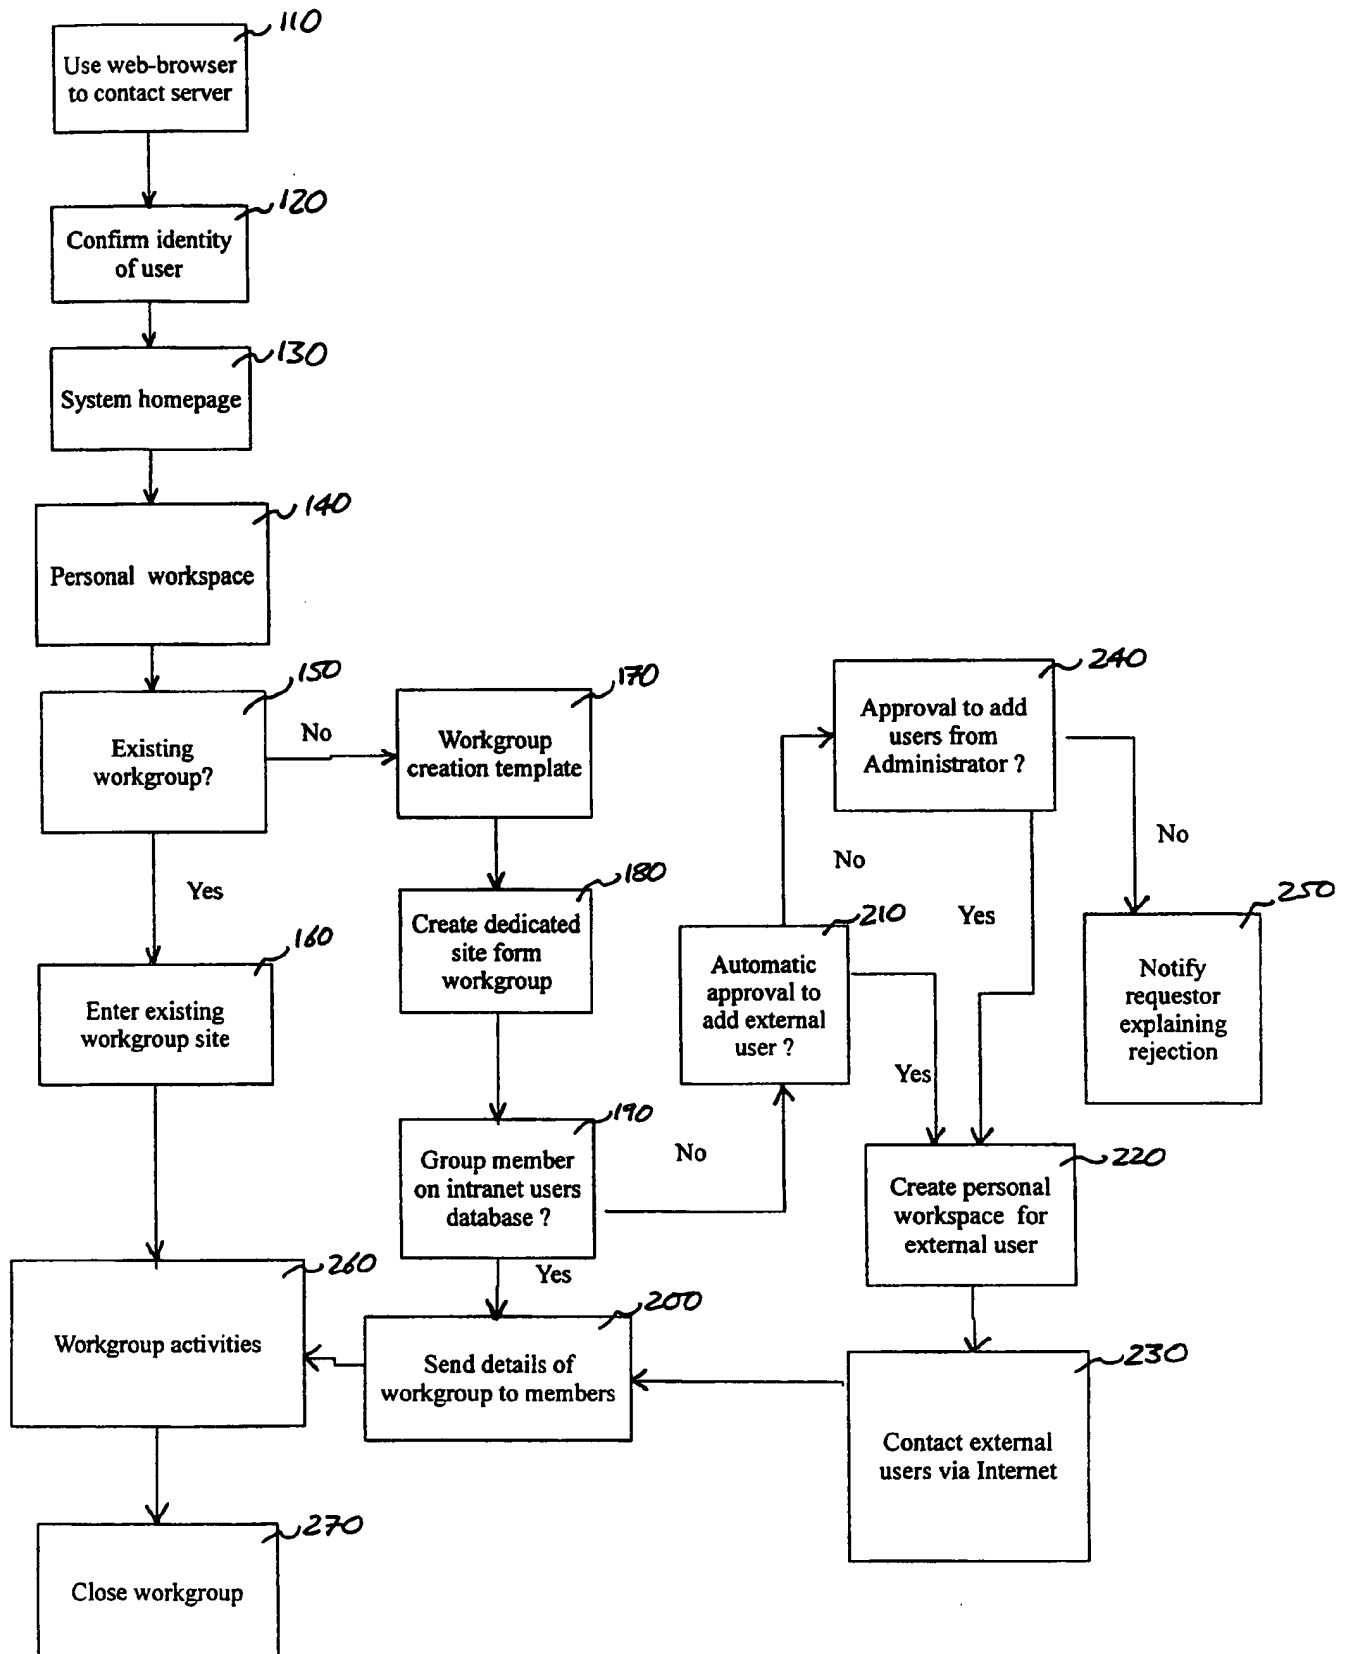 110
Use web-browser
to contact server
120
Confirm identity
of user
130
System homepage
140
Personal workspace
150
Existing
workgroup?
No
Yes
160
Enter existing
workgroup site
170
Workgroup
creation template
180
Create dedicated
site form
workgroup
190
Group member
on intranet users
database ?
No
Yes
200
Send details of
workgroup to members
210
Automatic
approval to
add external
user ?
No
Yes
240
Approval to add
users from
Administrator ?
No
Yes
250
Notify
requestor
explaining
rejection
220
Create personal
workspace for
external user
230
Contact external
users via Internet
260
Workgroup activities
270
Close workgroup